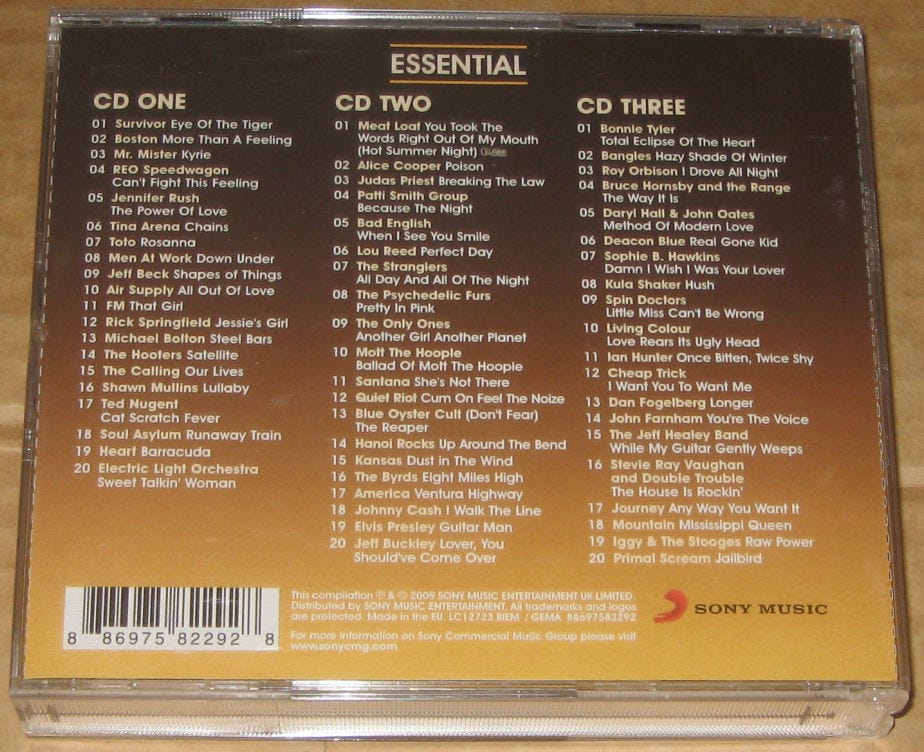 ESSENTIAL
CD ONE
01 Survivor Eye Of The Tiger
02 Boston More Than A Feeling
03 Mr. Mister Kyrie
04 REO Speedwagon
Can't Fight This Feeling
05 Jennifer Rush
The Power Of Love
06 Tina Arena Chains
07 Toto Rosanna
08 Men At Work Down Under
09 Jeff Beck Shapes of Things
10 Air Supply All Out Of Love
11 FM That Girl
12 Rick Springfield Jessie's Girl
13 Michael Bolton Steel Bars
14 The Hooters Satellite
15 The Calling Our Lives
16 Shawn Mullins Lullaby
17 Ted Nugent
Cat Scratch Fever
18 Soul Asylum Runaway Train
19 Heart Barracuda
20 Electric Light Orchestra
Sweet Talkin' Woman
CD TWO
01 Meat Loaf You Took The
Words Right Out Of My Mouth
(Hot Summer Night)
02 Alice Cooper Poison
03 Judas Priest Breaking The Law
04 Patti Smith Group
Because The Night
05 Bad English
When I See You Smile
06 Lou Reed Perfect Day
07 The Stranglers
All Day And All Of The Night
08 The Psychedelic Furs
Pretty In Pink
09 The Only Ones
Another Girl Another Planet
10 Mott The Hoople
Ballad Of Mott The Hoople
11 Santana She's Not There
12 Quiet Riot Cum On Feel The Noize
13 Blue Oyster Cult (Don't Fear)
The Reaper
14 Hanoi Rocks Up Around The Bend
15 Kansas Dust In The Wind
16 The Byrds Eight Miles High
17 America Ventura Highway
18 Johnny Cash I Walk The Line
19 Elvis Presley Guitar Man
20 Jeff Buckley Lover, You
Should've Come Over
CD THREE
01 Bonnie Tyler
Total Eclipse Of The Heart
02 Bangles Hazy Shade Of Winter
03 Roy Orbison I Drove All Night
04 Bruce Hornsby and the Range
The Way It Is
05 Daryl Hall & John Oates
Method Of Modern Love
06 Deacon Blue Real Gone Kid
07 Sophie B. Hawkins
Damn I Wish I Was Your Lover
08 Kula Shaker Hush
09 Spin Doctors
Little Miss Can't Be Wrong
10 Living Colour
Love Rears Its Ugly Head
11 Ian Hunter Once Bitten, Twice Shy
12 Cheap Trick
I Want You To Want Me
13 Dan Fogelberg Longer
14 John Farnham You're The Voice
15 The Jeff Healey Band
While My Guitar Gently Weeps
16 Stevie Ray Vaughan
and Double Trouble
The House Is Rockin'
17 Journey Any Way You Want It
18 Mountain Mississippi Queen
19 Iggy & The Stooges Raw Power
20 Primal Scream Jailbird
8 86975 82292 8
This compilation ℗ & © 2009 SONY MUSIC ENTERTAINMENT UK LIMITED.
Distributed by SONY MUSIC ENTERTAINMENT. All trademarks and logos
are protected. Made in the EU. LC12723 BIEM / GEMA 88697582292
For more information on Sony Commercial Music Group please visit
www.sonycmg.com
SONY MUSIC